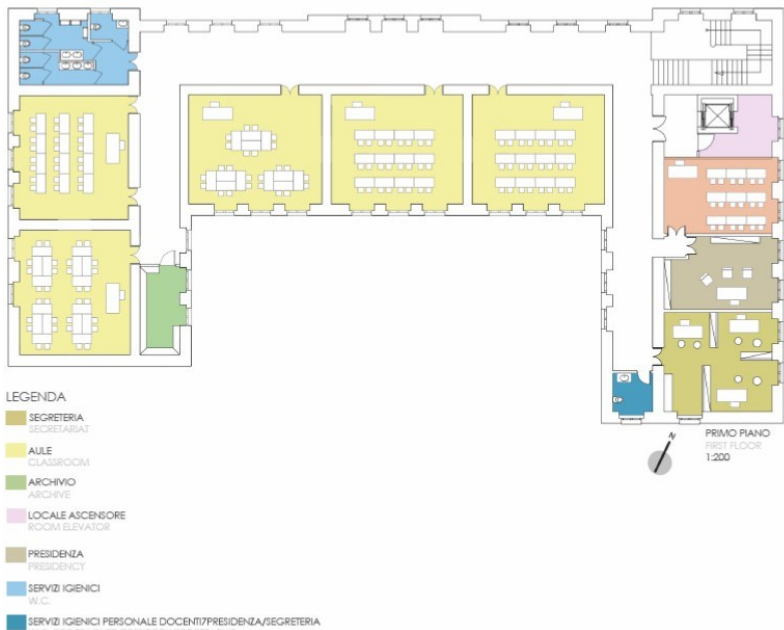 LEGENDA
SEGRETERIA
SECRETARIAT
AULE
CLASSROOM
ARCHIVIO
ARCHIVE
LOCALE ASCENSORE
ROOM ELEVATOR
PRESIDENZA
PRESIDENCY
SERVIZI IGIENICI
W.C.
SERVIZI IGIENICI PERSONALE DOCENTI/PRESIDENZA/SEGRETERIA
N
PRIMO PIANO
FIRST FLOOR
1:200